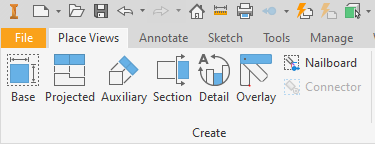 File Place Views Annotate Sketch Tools Manage
Base Projected Auxiliary Section Detail Overlay Nailboard
Connector
Create